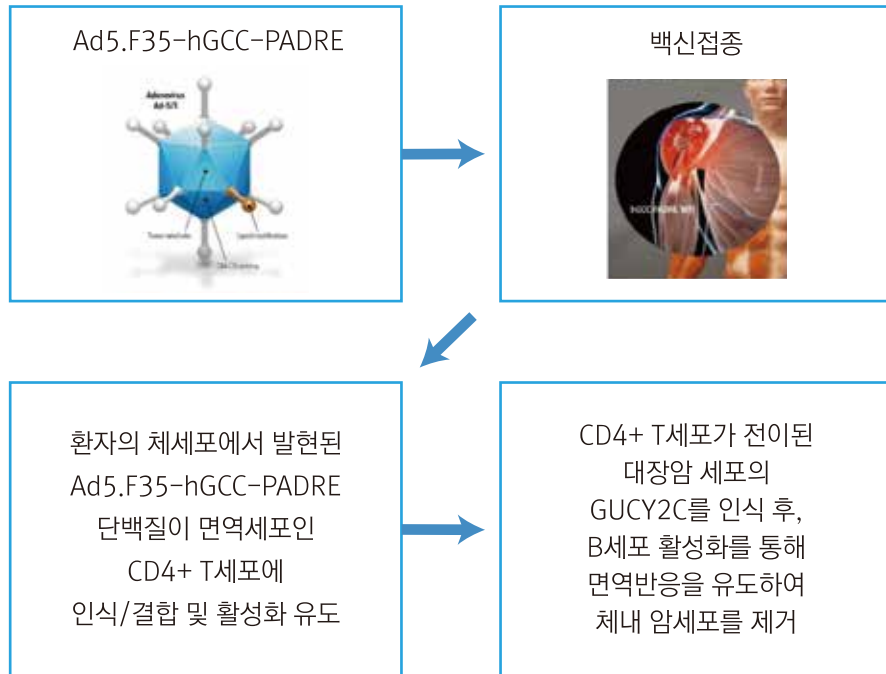 Ad5.F35-hGCC-PADRE
Adenovirus
Ad-5/5
백신접종
환자의 체세포에서 발현된
Ad5.F35-hGCC-PADRE
단백질이 면역세포인
CD4+ T세포에
인식/결합 및 활성화 유도
CD4+ T세포가 전이된
대장암 세포의
GUCY2C를 인식 후,
B세포 활성화를 통해
면역반응을 유도하여
체내 암세포를 제거